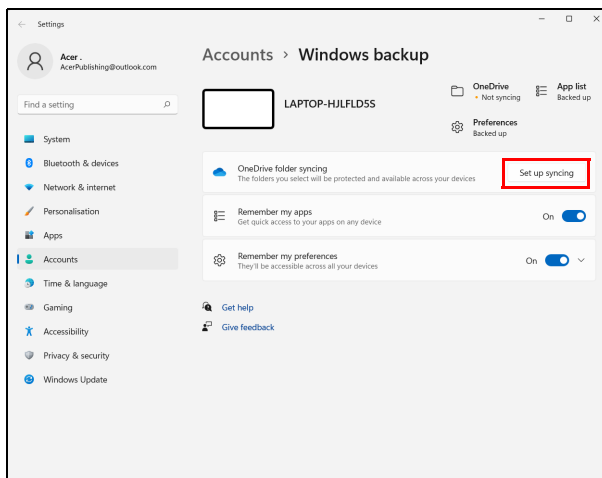 Settings
Acer .
AcerPublishing@outlook.com
Find a setting
System
Bluetooth & devices
Network & internet
Personalisation
Apps
Accounts
Time & language
Gaming
Accessibility
Privacy & security
Windows Update
Accounts > Windows backup
LAPTOP-HJLFLD5S
OneDrive
• Not syncing
App list
Backed up
Preferences
Backed up
OneDrive folder syncing
The folders you select will be protected and available across your devices
Set up syncing
Remember my apps
Get quick access to your apps on any device
On
Remember my preferences
They'll be accessible across all your devices
On
Get help
Give feedback